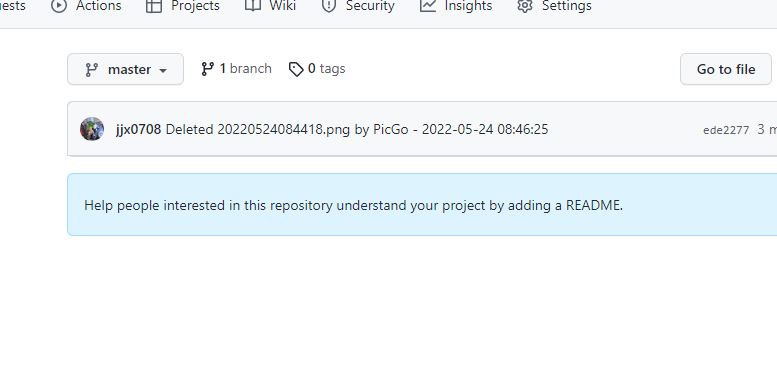 ests Actions Projects Wiki Security Insights Settings
master 1 branch 0 tags Go to file
jjx0708 Deleted 20220524084418.png by PicGo - 2022-05-24 08:46:25 ede2277 3 m
Help people interested in this repository understand your project by adding a README.